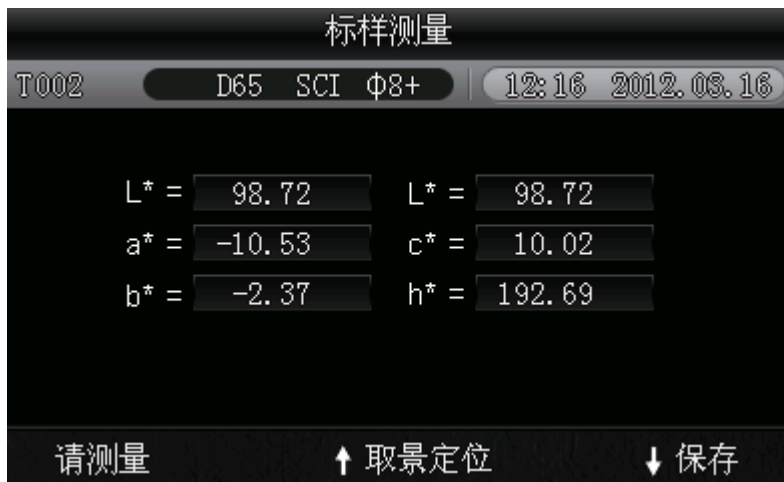 标样测量
T002 D65 SCI Φ8+ 12:16 2012.08.16
L* = 98.72 L* = 98.72
a* = -10.53 c* = 10.02
b* = -2.37 h* = 192.69
请测量 ↑ 取景定位 ↓ 保存